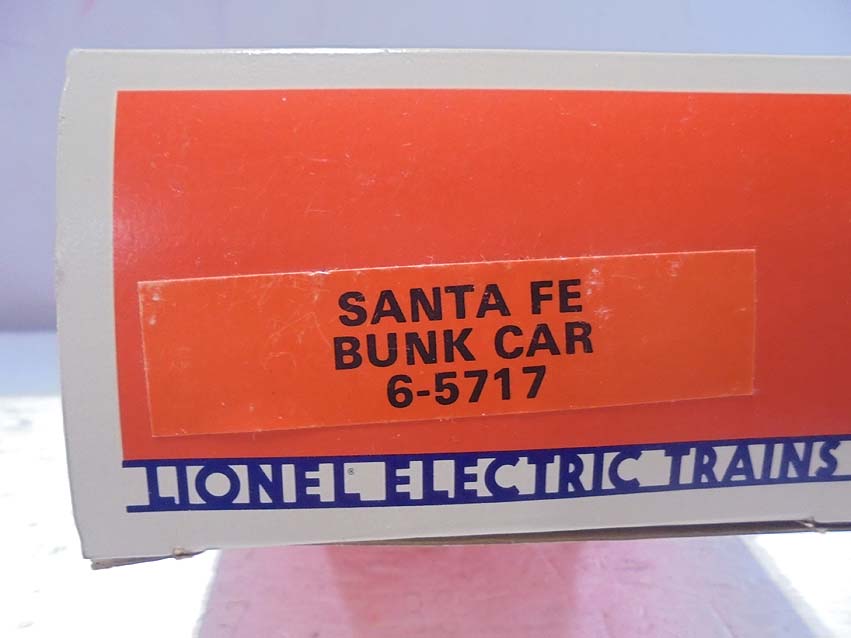 SANTA FE
BUNK CAR
6-5717
LIONEL® ELECTRIC TRAINS